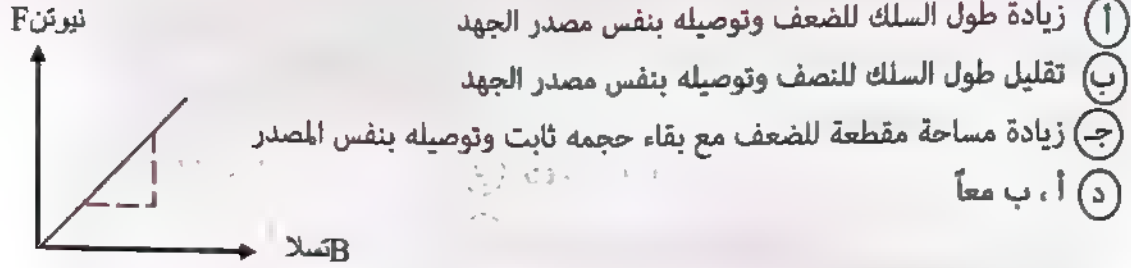 أ زيادة طول السلك للضعف وتوصيله بنفس مصدر الجهد
ب تقليل طول السلك للنصف وتوصيله بنفس مصدر الجهد
جـ زيادة مساحة مقطعة للضعف مع بقاء حجمه ثابت وتوصيله بنفس المصدر
د أ ، ب معاً
نيوتن F
B تسلا